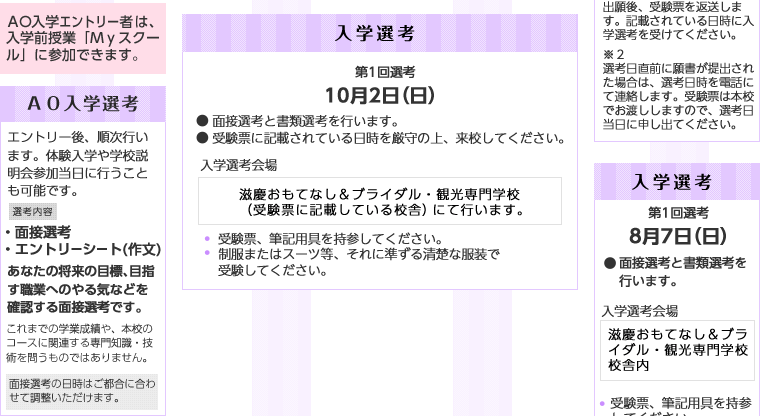 AO入学エントリー者は、
入学前授業「Myスクー
ル」に参加できます。
AO入学選考
エントリー後、順次行い
ます。体験入学や学校説
明会参加当日に行うこと
も可能です。
選考内容
・面接選考
・エントリーシート(作文)
あなたの将来の目標、目指
す職業へのやる気などを
確認する面接選考です。
これまでの学業成績や、本校の
コースに関連する専門知識・技
術を問うものではありません。
面接選考の日時はご都合に合わ
せて調整いただけます。
入学選考
第1回選考
10月2日(日)
● 面接選考と書類選考を行います。
● 受験票に記載されている日時を厳守の上、来校してください。
入学選考会場
滋慶おもてなし&ブライダル・観光専門学校
(受験票に記載している校舎)にて行います。
• 受験票、筆記用具を持参してください。
• 制服またはスーツ等、それに準ずる清楚な服装で
受験してください。
出願後、受験票を返送しま
す。記載されている日時に入
学選考を受けてください。
※2
選考日直前に願書が提出され
た場合は、選考日時を電話に
て連絡します。受験票は本校
でお渡ししますので、選考日
当日に申し出てください。
入学選考
第1回選考
8月7日(日)
● 面接選考と書類選考を
行います。
入学選考会場
滋慶おもてなし&ブラ
イダル・観光専門学校
校舎内
• 受験票、筆記用具を持参
してください。